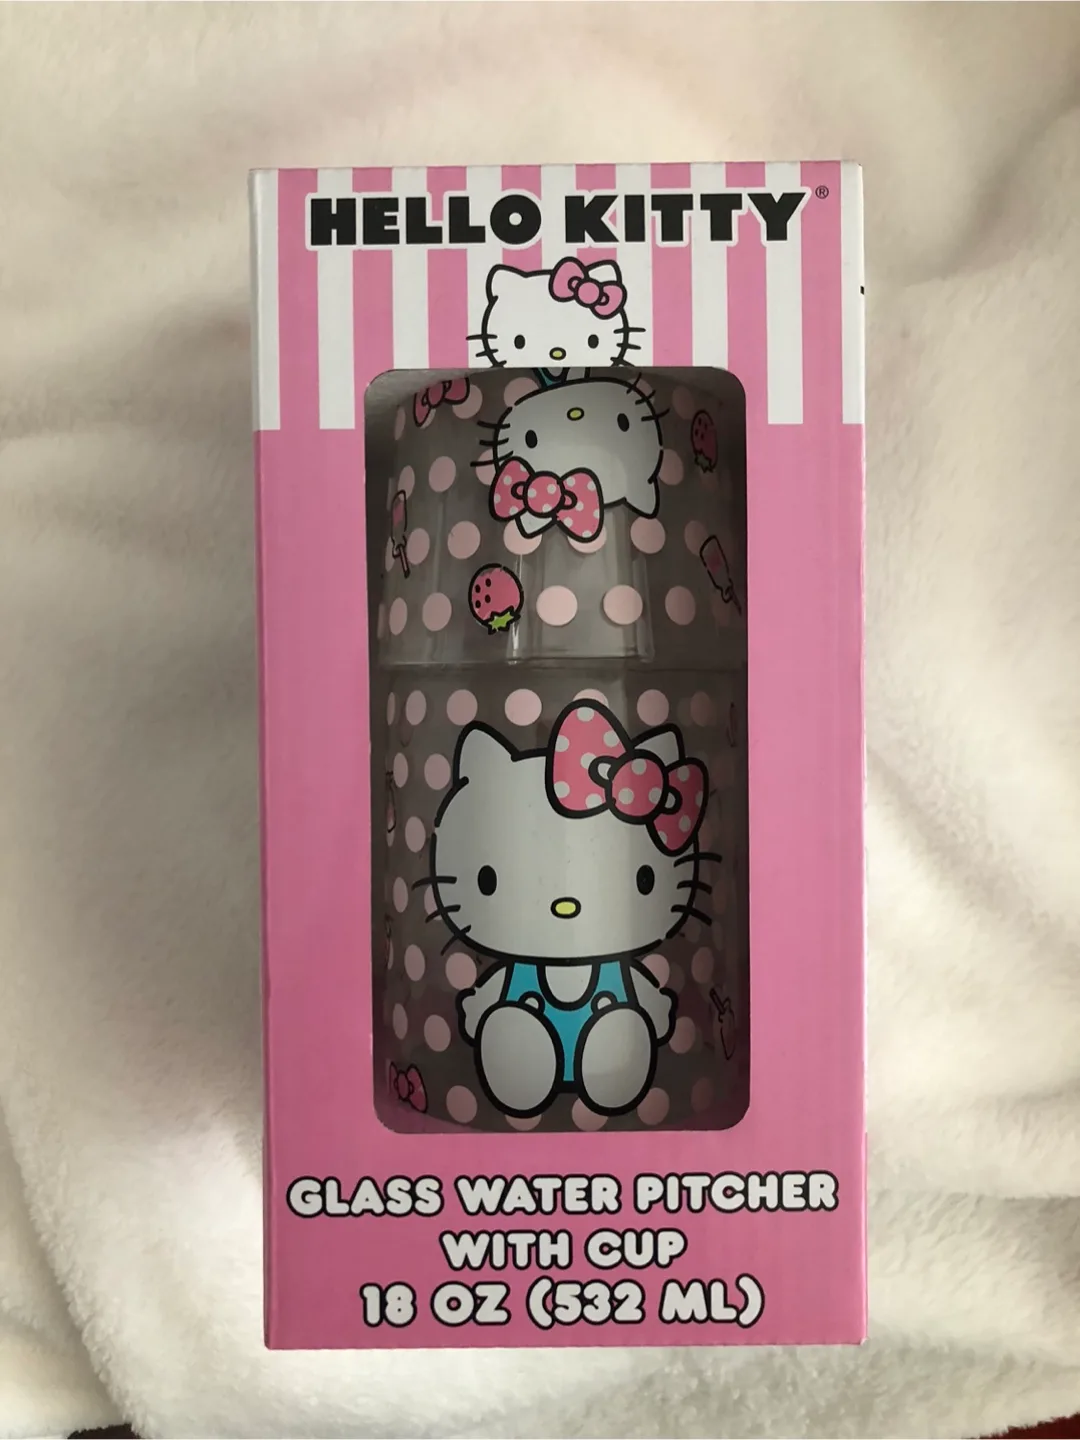 HELLO KITTY®
GLASS WATER PITCHER
WITH CUP
18 OZ (532 ML)